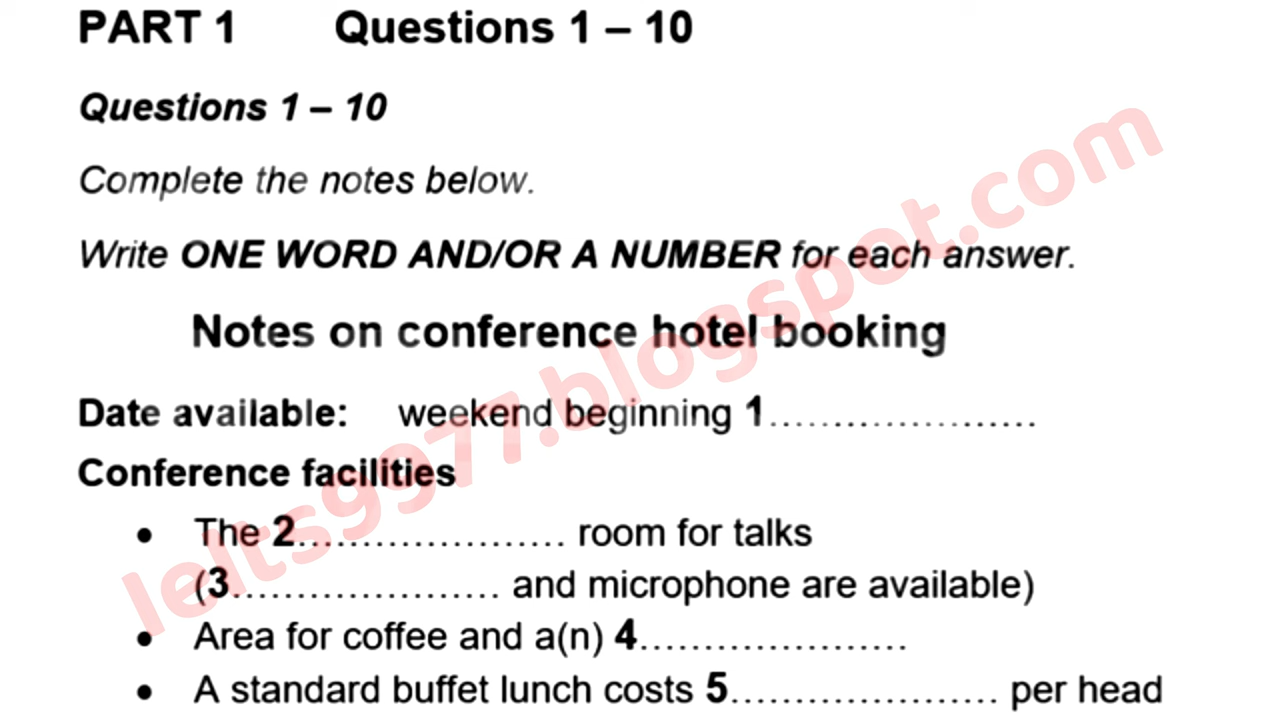 PART 1 Questions 1 – 10
Questions 1 – 10
Complete the notes below.
Write ONE WORD AND/OR A NUMBER for each answer.
Notes on conference hotel booking
Date available: weekend beginning 1.....................
Conference facilities
• The 2..................... room for talks
(3..................... and microphone are available)
• Area for coffee and a(n) 4.....................
• A standard buffet lunch costs 5..................... per head
Ielts9977.blogspot.com